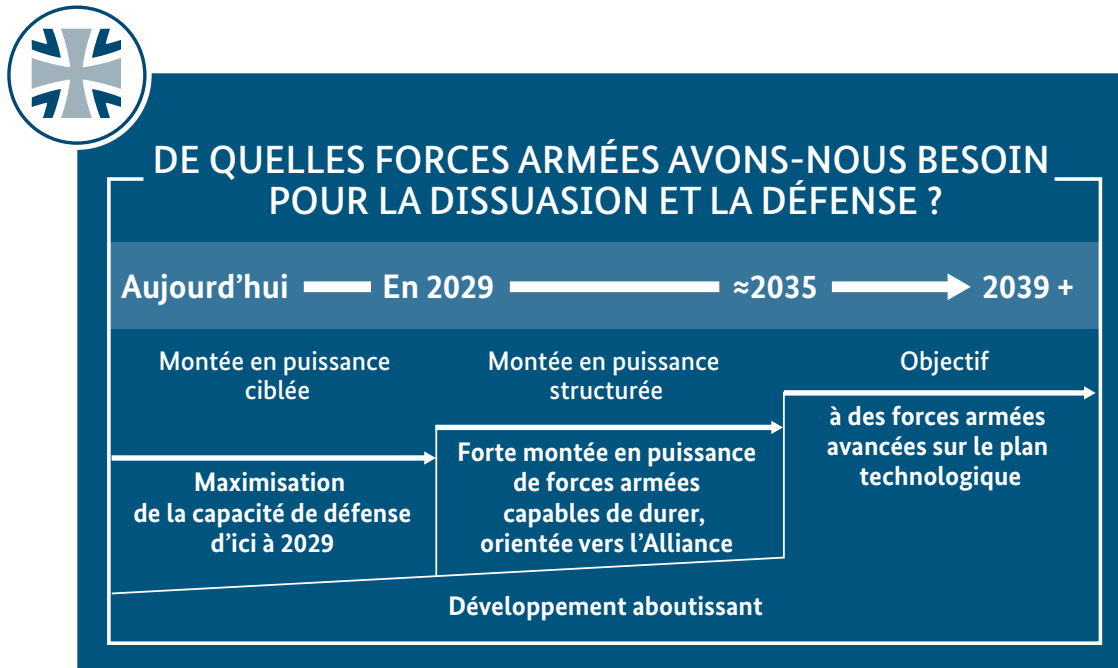 DE QUELLES FORCES ARMÉES AVONS-NOUS BESOIN
POUR LA DISSUASION ET LA DÉFENSE ?
Aujourd’hui En 2029 ≈2035 2039 +
Montée en puissance
ciblée
Maximisation
de la capacité de défense
d’ici à 2029
Montée en puissance
structurée
Forte montée en puissance
de forces armées
capables de durer,
orientée vers l’Alliance
Objectif
à des forces armées
avancées sur le plan
technologique
Développement aboutissant